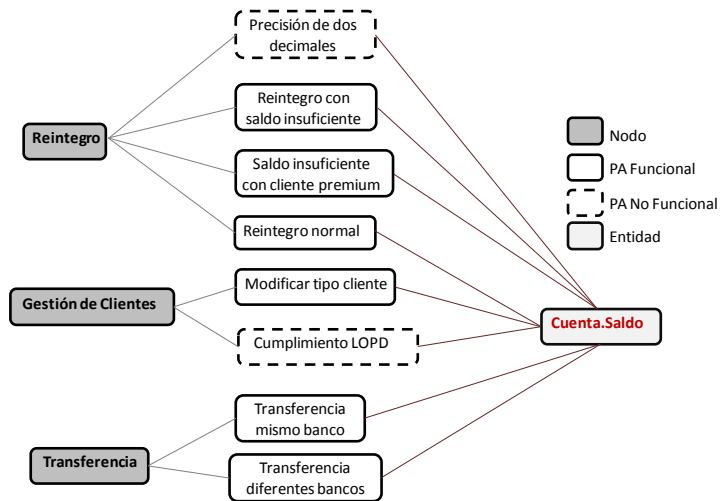 Precisión de dos
decimales
Reintegro con
saldo insuficiente
Reintegro
Saldo insuficiente
con cliente premium
Reintegro normal
Modificar tipo cliente
Gestión de Clientes
Cumplimiento LOPD
Transferencia
mismo banco
Transferencia
Transferencia
diferentes bancos
Cuenta.Saldo
Nodo
PA Funcional
PA No Funcional
Entidad